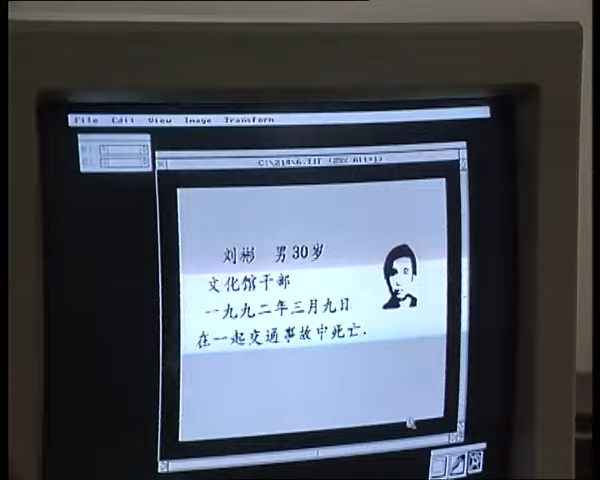 File Edit View Image Transform
刘彬 男30岁
文化馆干部
一九九二年三月九日
在一起交通事故中死亡.